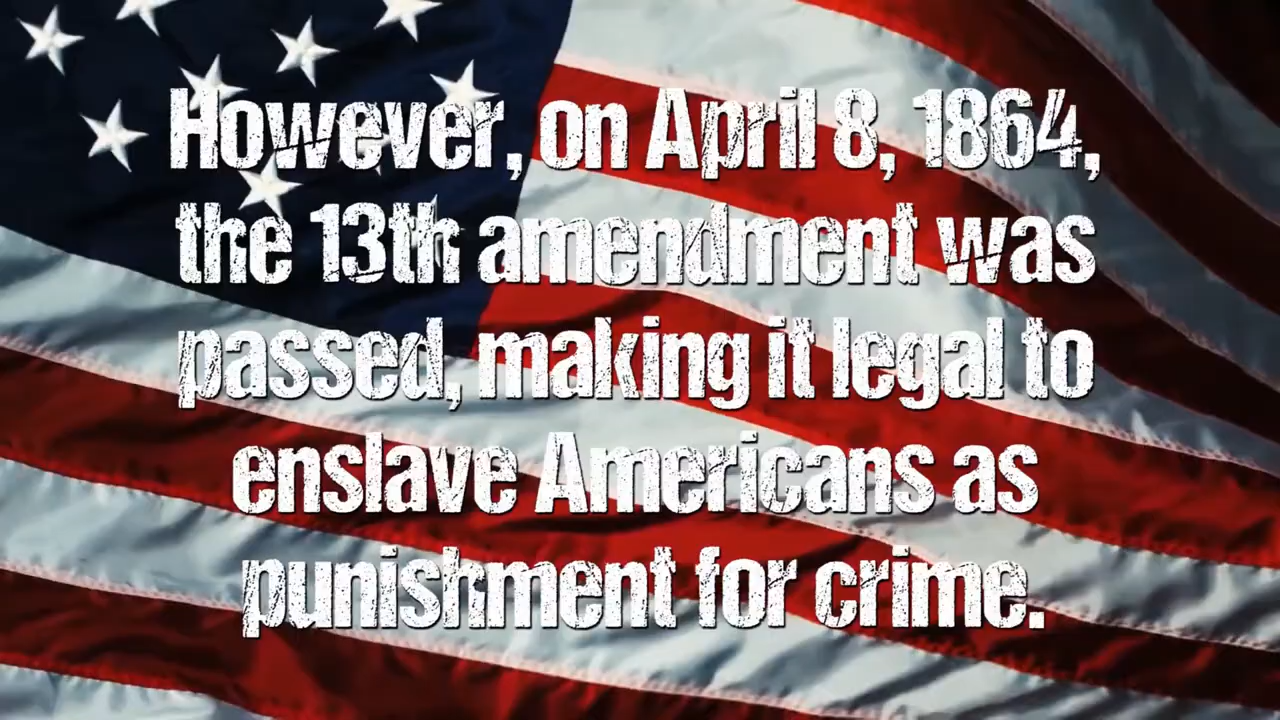 However, on April 8, 1864,
the 13th amendment was
passed, making it legal to
enslave Americans as
punishment for crime.